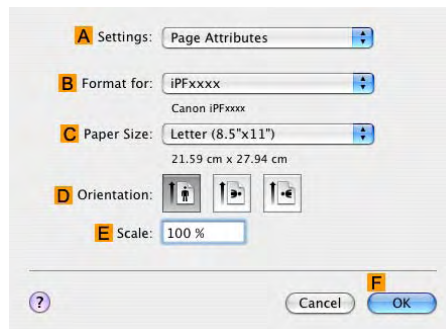 A Settings: Page Attributes
B Format for: iPFxxxx
Canon iPFxxxx
C Paper Size: Letter (8.5"x11")
21.59 cm x 27.94 cm
D Orientation:
E Scale: 100 %
F
? Cancel OK